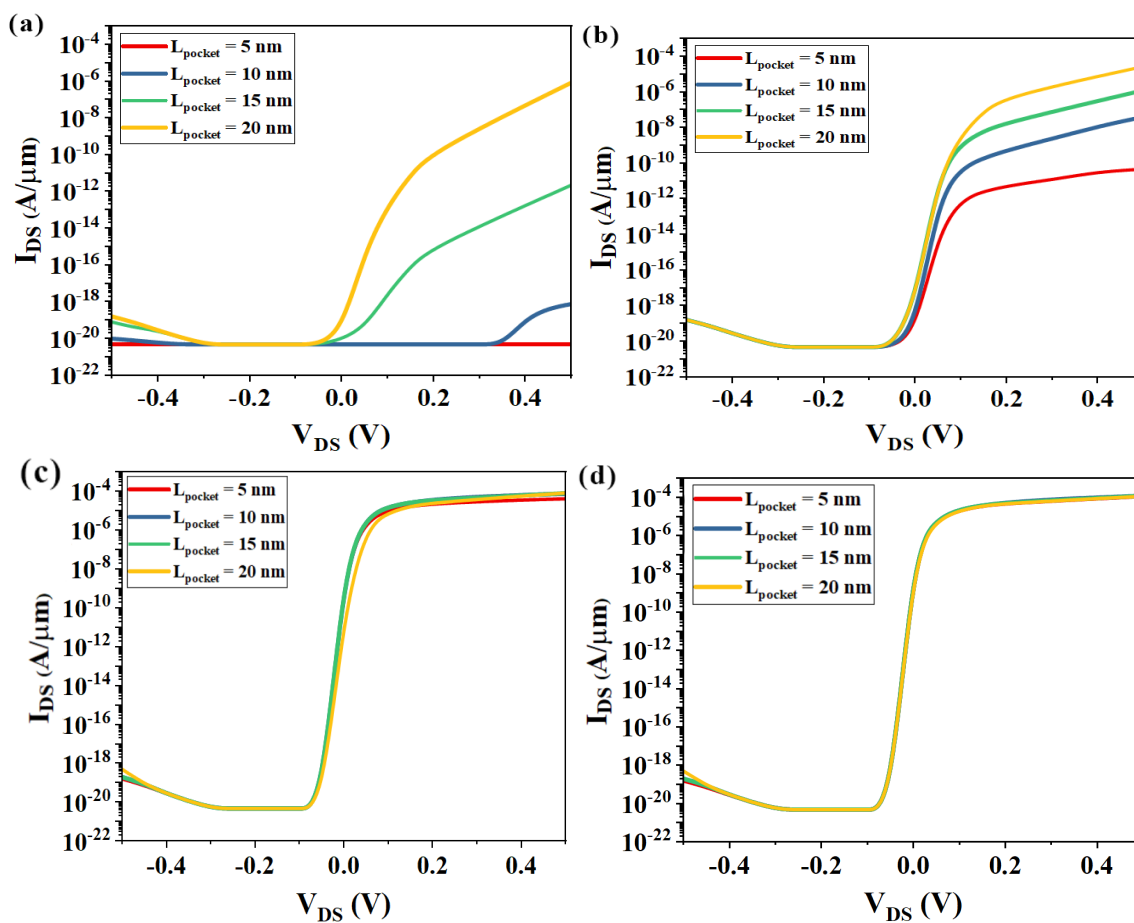 (a)
L_pocket = 5 nm
L_pocket = 10 nm
L_pocket = 15 nm
L_pocket = 20 nm
10^-4
10^-6
10^-8
10^-10
10^-12
10^-14
10^-16
10^-18
10^-20
10^-22
I_DS (A/μm)
-0.4 -0.2 0.0 0.2 0.4
V_DS (V)
(b)
L_pocket = 5 nm
L_pocket = 10 nm
L_pocket = 15 nm
L_pocket = 20 nm
10^-4
10^-6
10^-8
10^-10
10^-12
10^-14
10^-16
10^-18
10^-20
10^-22
I_DS (A/μm)
-0.4 -0.2 0.0 0.2 0.4
V_DS (V)
(c)
L_pocket = 5 nm
L_pocket = 10 nm
L_pocket = 15 nm
L_pocket = 20 nm
10^-4
10^-6
10^-8
10^-10
10^-12
10^-14
10^-16
10^-18
10^-20
10^-22
I_DS (A/μm)
-0.4 -0.2 0.0 0.2 0.4
V_DS (V)
(d)
L_pocket = 5 nm
L_pocket = 10 nm
L_pocket = 15 nm
L_pocket = 20 nm
10^-4
10^-6
10^-8
10^-10
10^-12
10^-14
10^-16
10^-18
10^-20
10^-22
I_DS (A/μm)
-0.4 -0.2 0.0 0.2 0.4
V_DS (V)